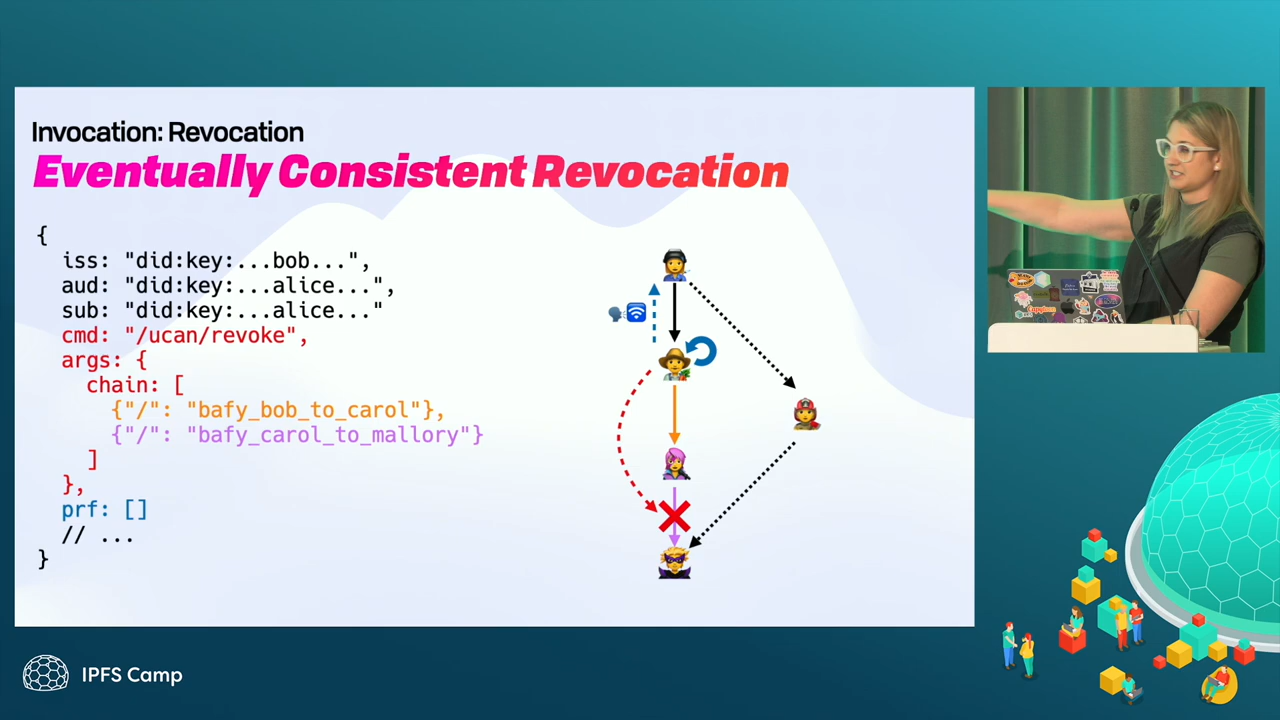 Invocation: Revocation
Eventually Consistent Revocation
{
iss: "did:key:...bob...",
aud: "did:key:...alice...",
sub: "did:key:...alice..."
cmd: "/ucan/revoke",
args: {
chain: [
{"/": "bafy_bob_to_carol"},
{"/": "bafy_carol_to_mallory"}
]
},
prf: []
// ...
}
IPFS Camp